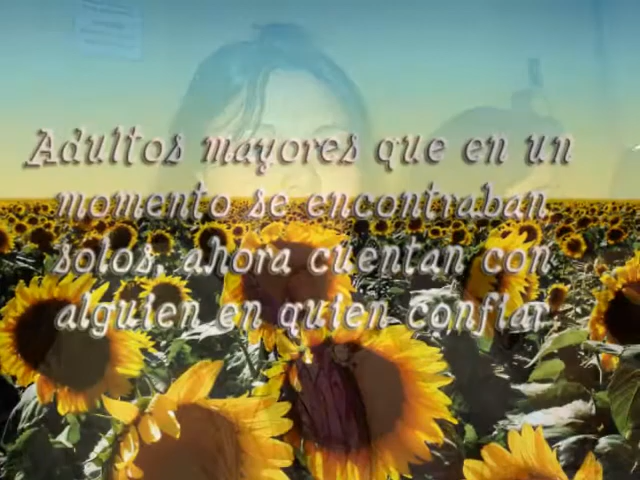 Adultos mayores que en un
momento se encontraban
solos, ahora cuentan con
alguien en quien confiar